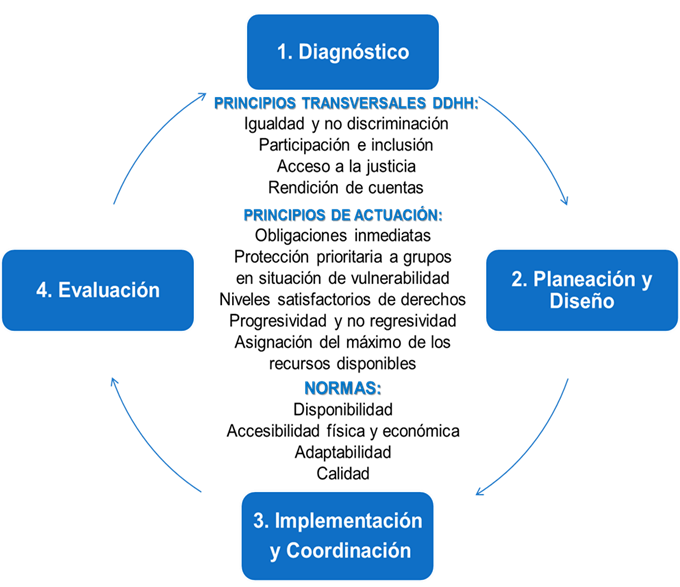 1. Diagnóstico
PRINCIPIOS TRANSVERSALES DDHH:
Igualdad y no discriminación
Participación e inclusión
Acceso a la justicia
Rendición de cuentas
PRINCIPIOS DE ACTUACIÓN:
Obligaciones inmediatas
Protección prioritaria a grupos
en situación de vulnerabilidad
Niveles satisfactorios de derechos
Progresividad y no regresividad
Asignación del máximo de los
recursos disponibles
NORMAS:
Disponibilidad
Accesibilidad física y económica
Adaptabilidad
Calidad
2. Planeación y
Diseño
3. Implementación
y Coordinación
4. Evaluación